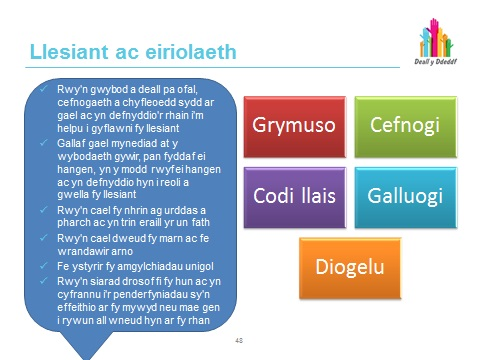 Llesiant ac eiriolaeth
Deall y Ddeddf
Rwy'n gwybod a deall pa ofal,
cefnogaeth a chyfleoedd sydd ar
gael ac yn defnyddio'r rhain i'm
helpu i gyflawni fy llesiant
Gallaf gael mynediad at y
wybodaeth gywir, pan fyddaf ei
hangen, yn y modd rwyf ei hangen
ac yn defnyddio hyn i reoli a
gwella fy llesiant
Rwy'n cael fy nhrin ag urddas a
pharch ac yn trin eraill yr un fath
Rwy'n cael dweud fy marn ac fe
wrandawir arno
Fe ystyrir fy amgylchiadau unigol
Rwy'n siarad drosof fi fy hun ac yn
cyfrannu i'r penderfyniadau sy'n
effeithio ar fy mywyd neu mae gen
i rywun all wneud hyn ar fy rhan
Grymuso
Cefnogi
Codi llais
Galluogi
Diogelu
48